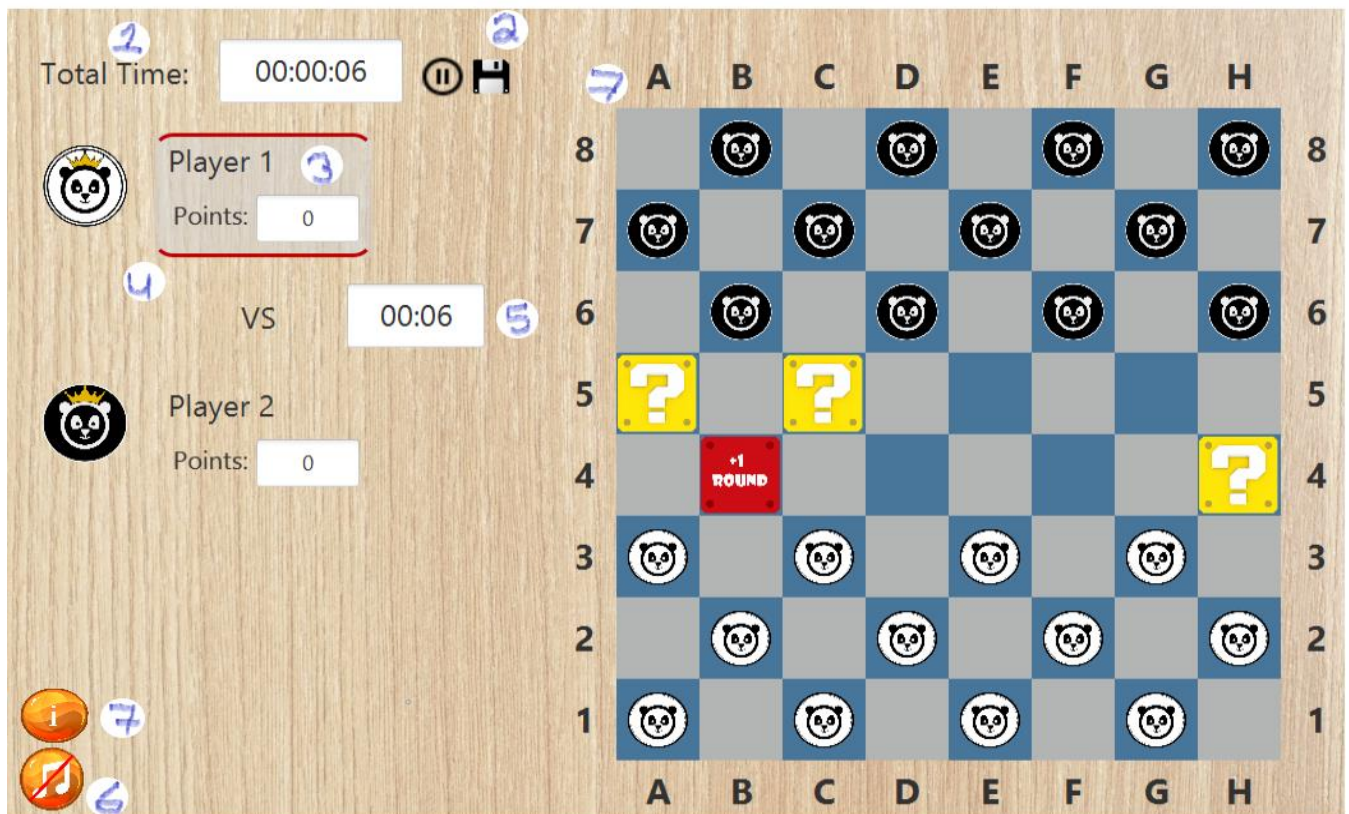 1
2
Total Time: 00:00:06
7
A B C D E F G H
8 8
Player 1 3
Points: 0
7 7
4
VS 00:06 5
6 6
? ?
5 5
Player 2
Points: 0
4 +1 ROUND ? 4
3 3
2 2
i 7
1 1
6
A B C D E F G H